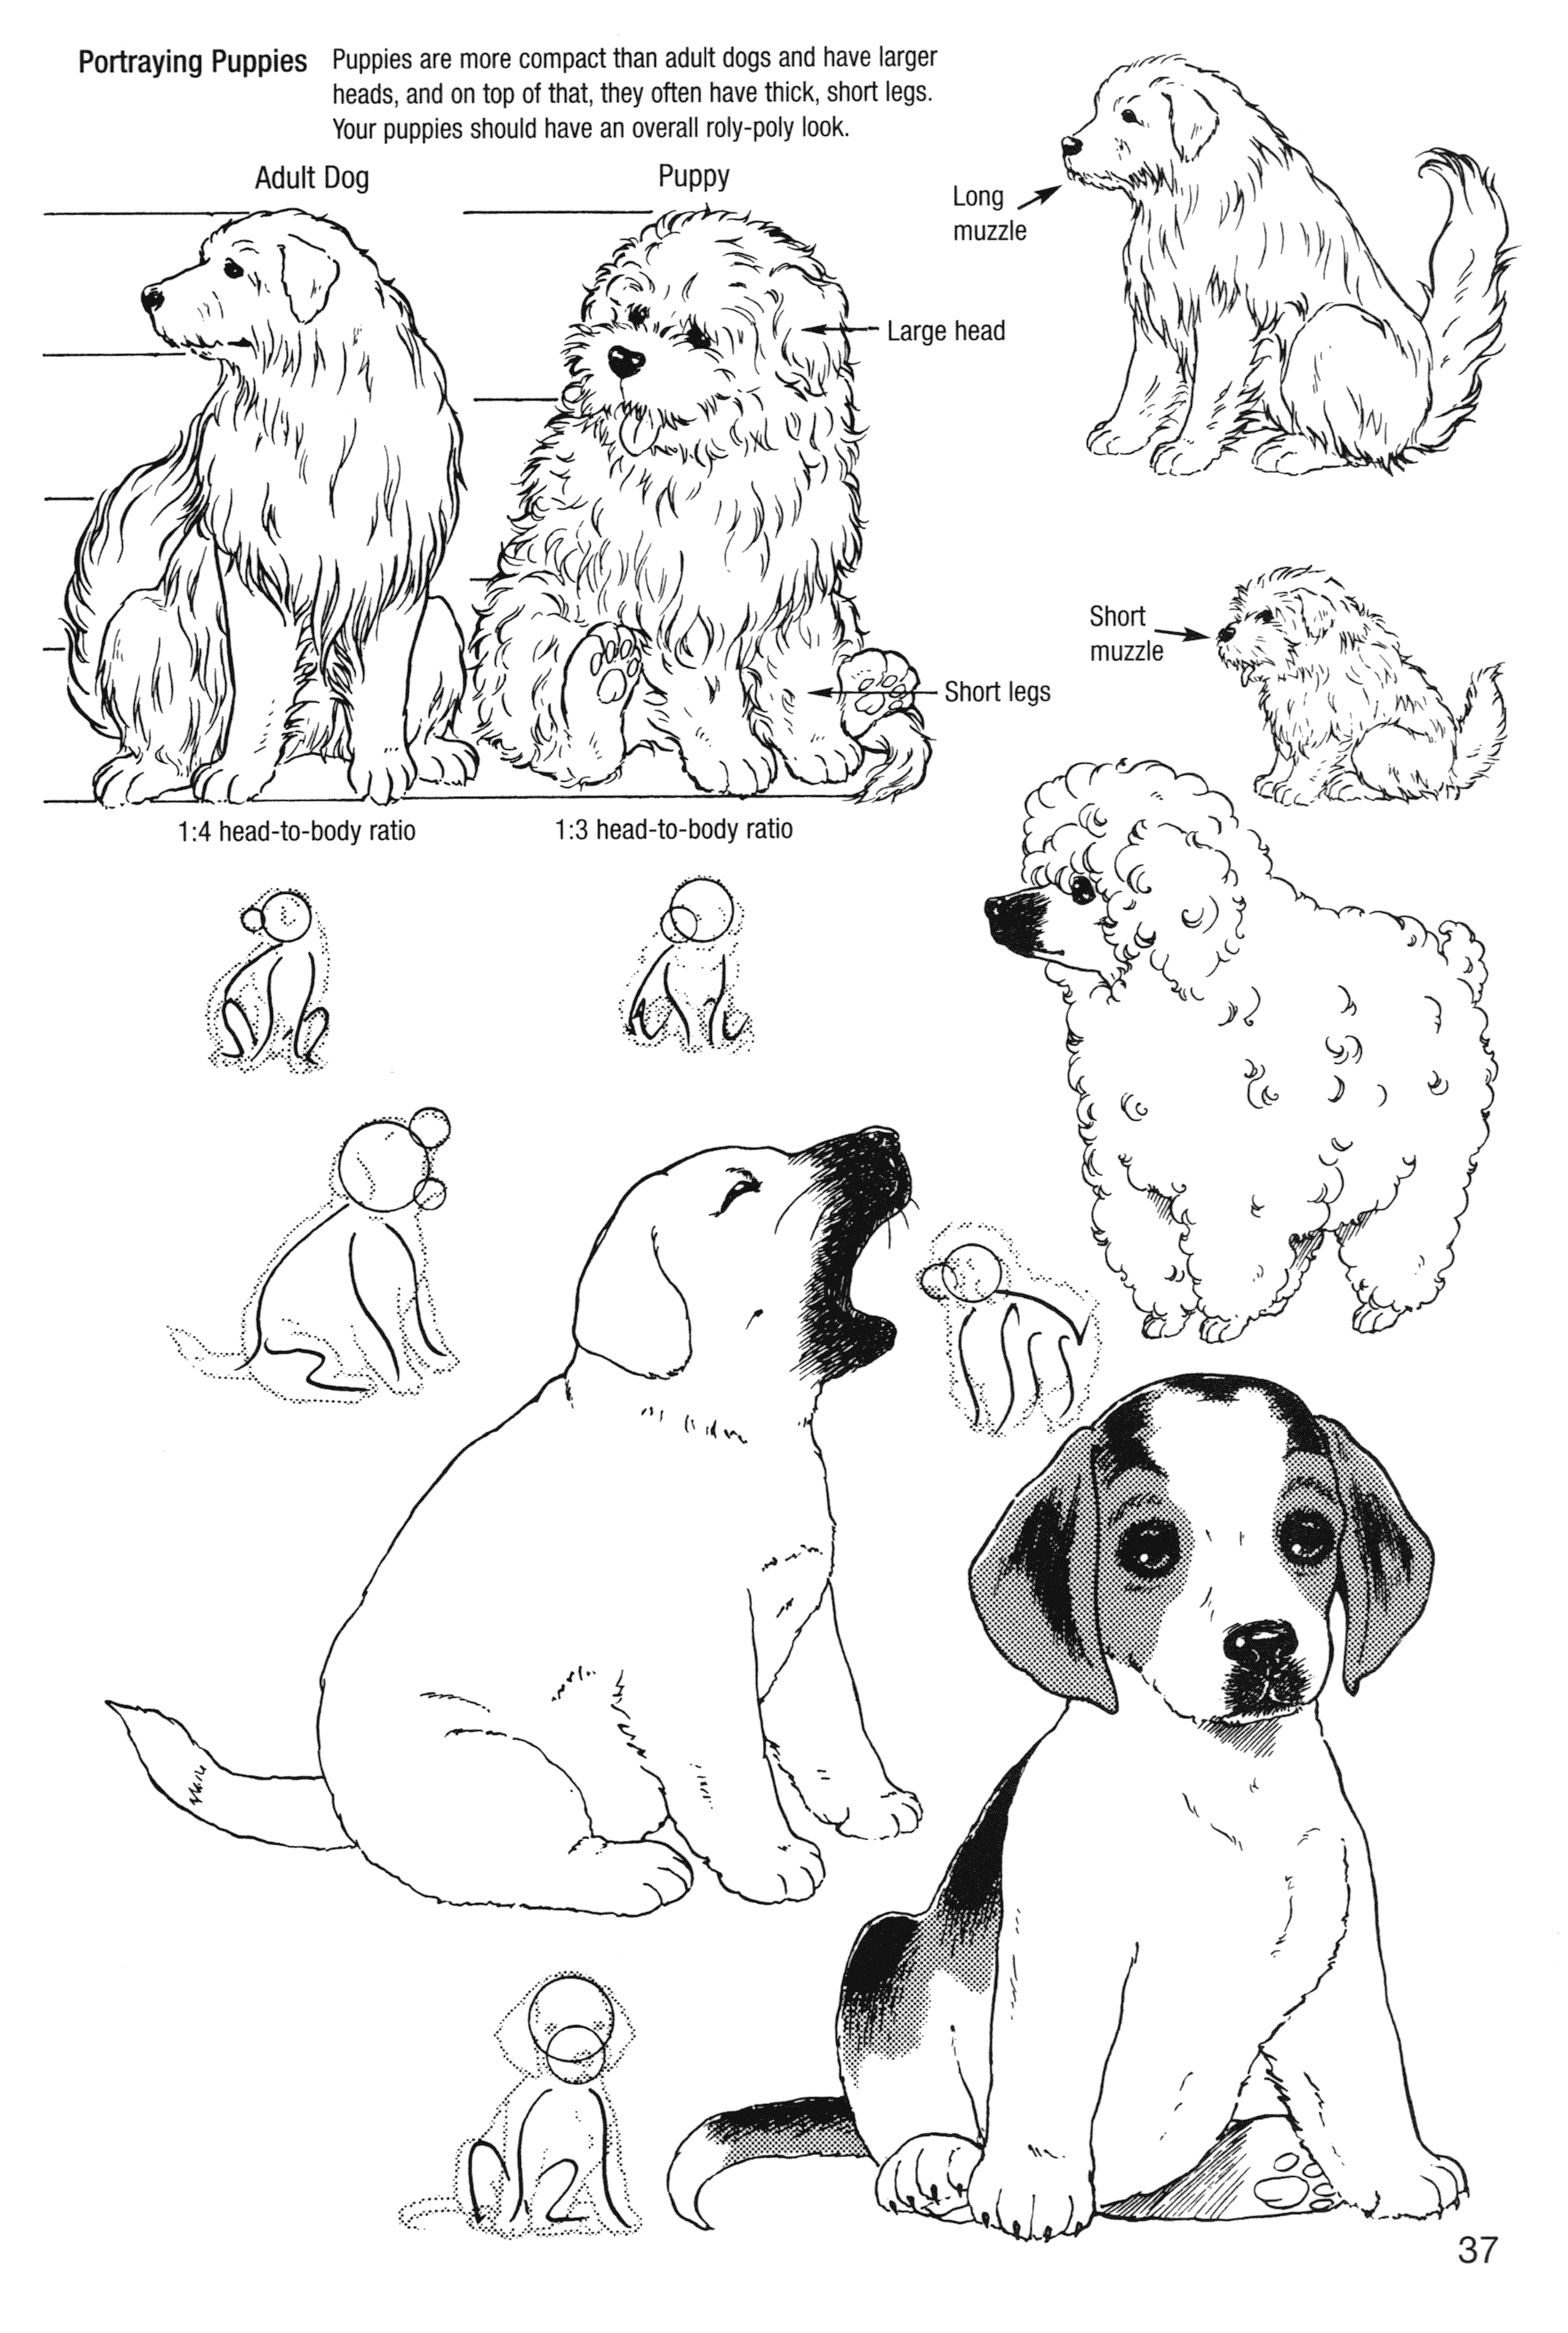 Portraying Puppies
Puppies are more compact than adult dogs and have larger
heads, and on top of that, they often have thick, short legs.
Your puppies should have an overall roly-poly look.
Adult Dog
Puppy
Long
muzzle
Large head
Short
muzzle
Short legs
1:4 head-to-body ratio
1:3 head-to-body ratio
37